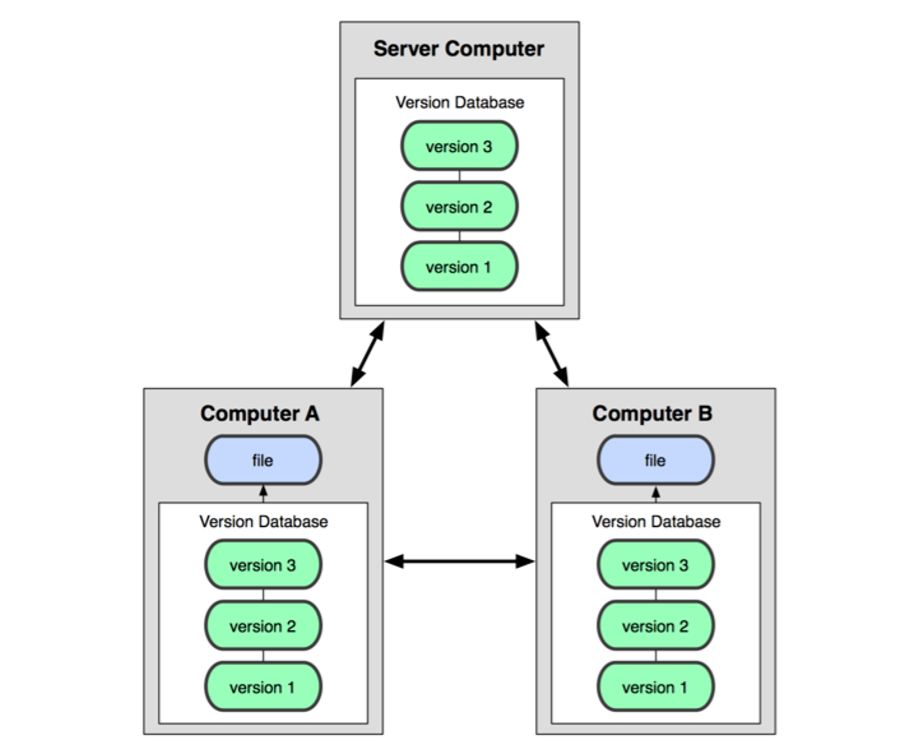 Server Computer
Version Database
version 3
version 2
version 1
Computer A
file
Version Database
version 3
version 2
version 1
Computer B
file
Version Database
version 3
version 2
version 1